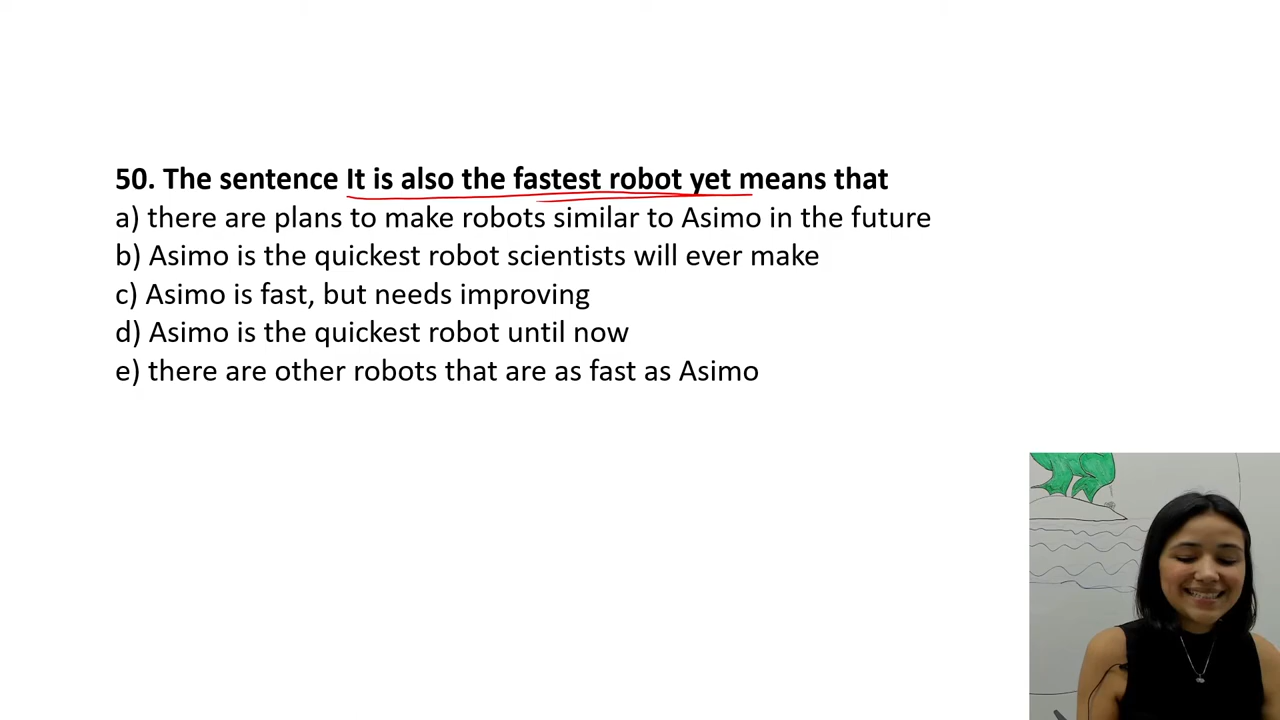 50. The sentence It is also the fastest robot yet means that
a) there are plans to make robots similar to Asimo in the future
b) Asimo is the quickest robot scientists will ever make
c) Asimo is fast, but needs improving
d) Asimo is the quickest robot until now
e) there are other robots that are as fast as Asimo